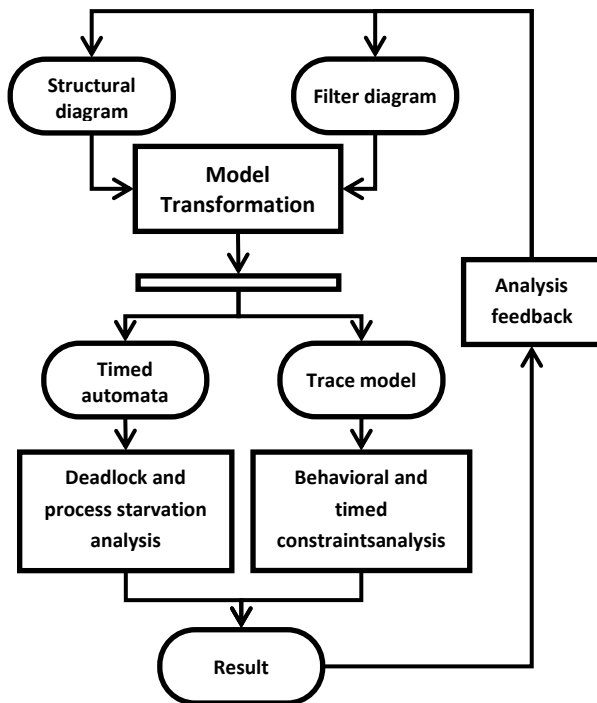 Structural
diagram
Filter diagram
Model
Transformation
Analysis
feedback
Timed
automata
Trace model
Deadlock and
process starvation
analysis
Behavioral and
timed
constraintsanalysis
Result